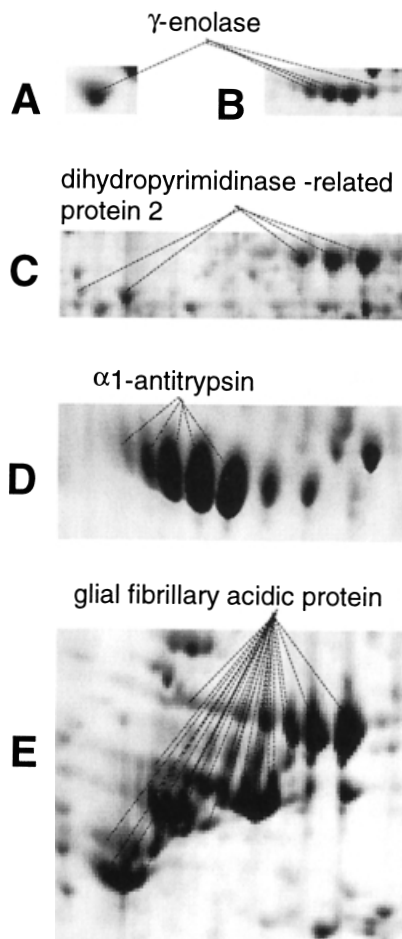 γ-enolase
A
B
dihydropyrimidinase -related
protein 2
C
α1-antitrypsin
D
glial fibrillary acidic protein
E